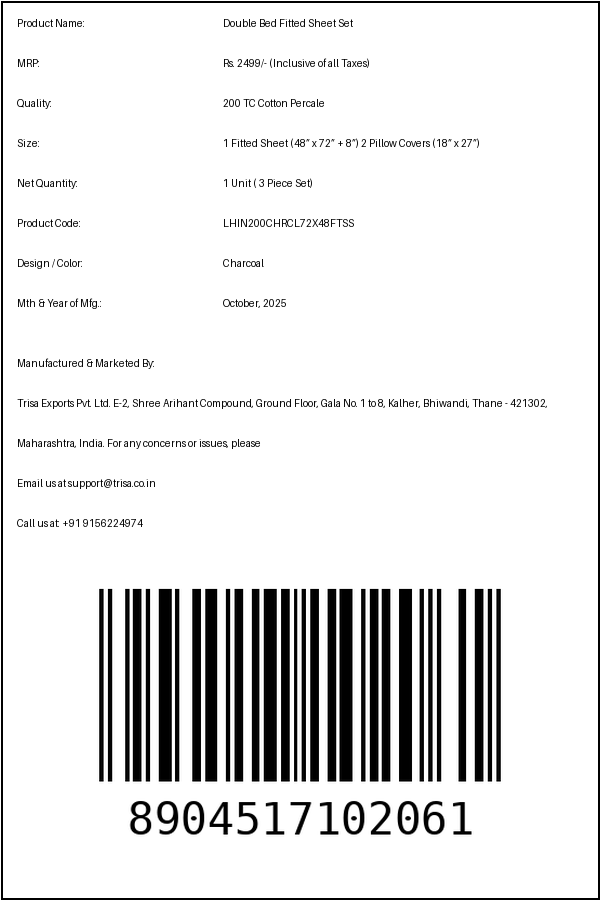 Product Name: Double Bed Fitted Sheet Set
MRP: Rs. 2499/- (Inclusive of all Taxes)
Quality: 200 TC Cotton Percale
Size: 1 Fitted Sheet (48” x 72” + 8”) 2 Pillow Covers (18” x 27”)
Net Quantity: 1 Unit ( 3 Piece Set)
Product Code: LHIN200CHRCL72X48FTSS
Design / Color: Charcoal
Mth & Year of Mfg.: October, 2025
Manufactured & Marketed By:
Trisa Exports Pvt. Ltd. E-2, Shree Arihant Compound, Ground Floor, Gala No. 1 to 8, Kalher, Bhiwandi, Thane - 421302,
Maharashtra, India. For any concerns or issues, please
Email us at support@trisa.co.in
Call us at: +91 9156224974
8904517102061